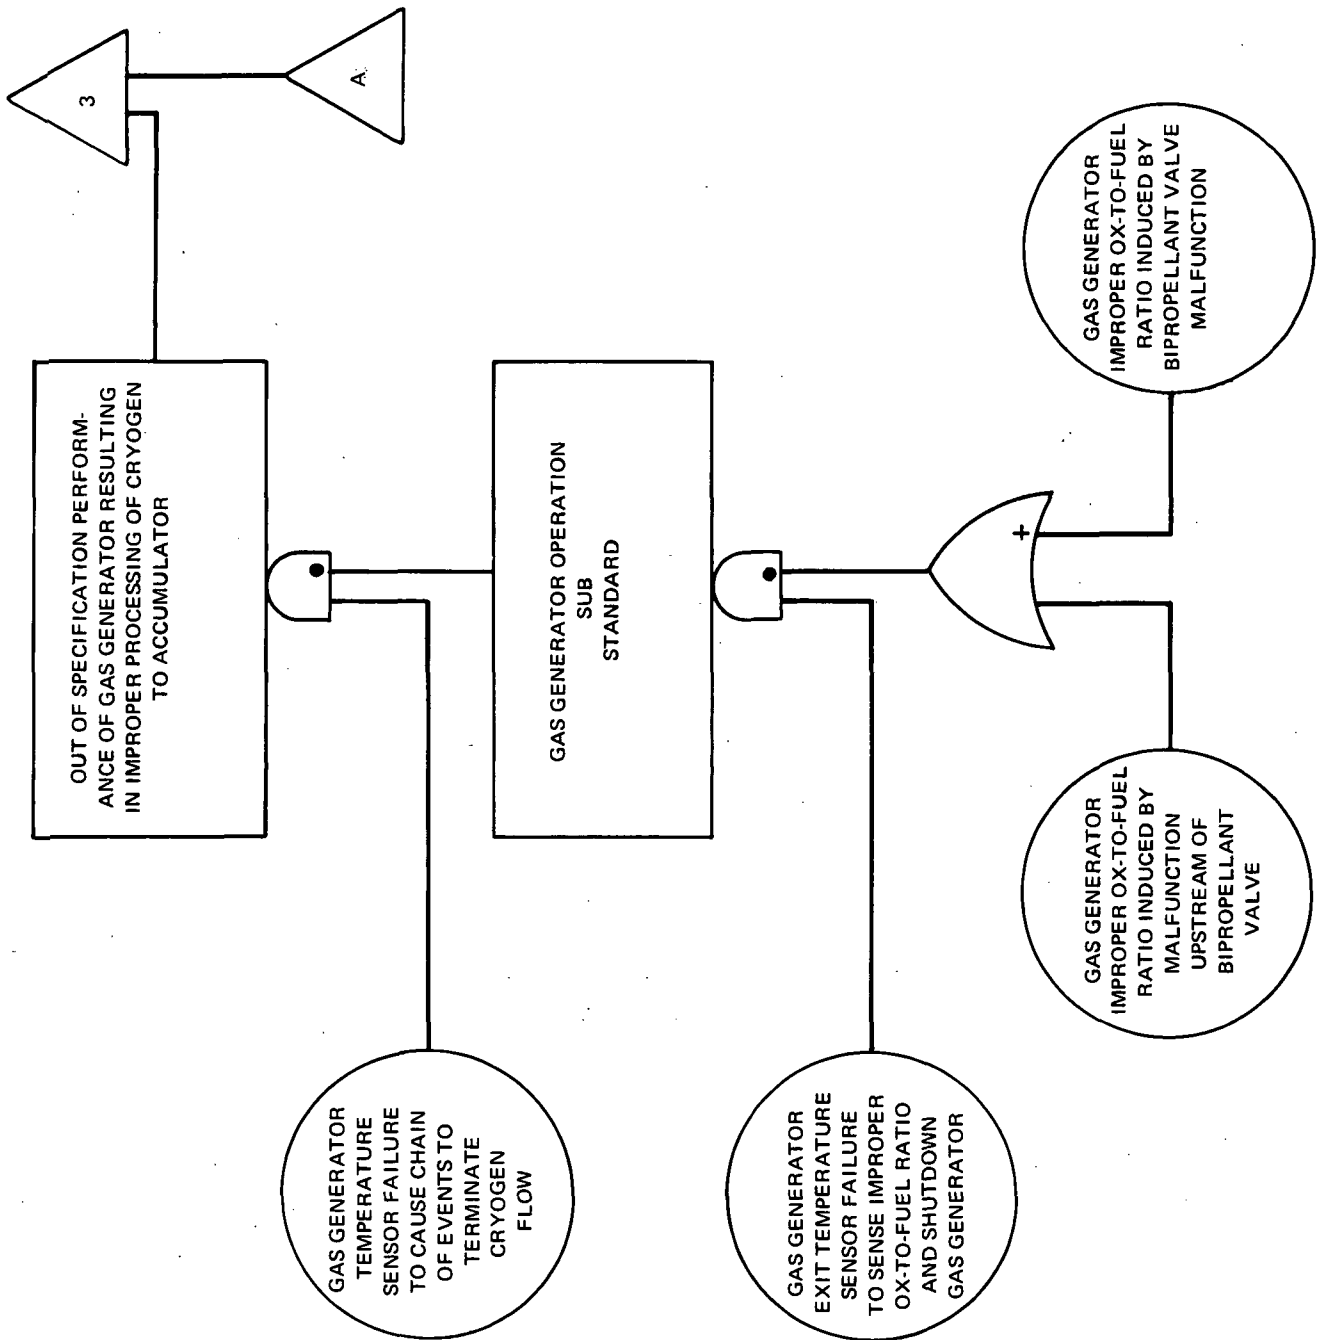 3
A
OUT OF SPECIFICATION PERFORM-
ANCE OF GAS GENERATOR RESULTING
IN IMPROPER PROCESSING OF CRYOGEN
TO ACCUMULATOR
GAS GENERATOR
TEMPERATURE
SENSOR FAILURE
TO CAUSE CHAIN
OF EVENTS TO
TERMINATE
CRYOGEN
FLOW
GAS GENERATOR OPERATION
SUB
STANDARD
GAS GENERATOR
EXIT TEMPERATURE
SENSOR FAILURE
TO SENSE IMPROPER
OX-TO-FUEL RATIO
AND SHUTDOWN
GAS GENERATOR
+
GAS GENERATOR
IMPROPER OX-TO-FUEL
RATIO INDUCED BY
MALFUNCTION
UPSTREAM OF
BIPROPELLANT
VALVE
GAS GENERATOR
IMPROPER OX-TO-FUEL
RATIO INDUCED BY
BIPROPELLANT VALVE
MALFUNCTION